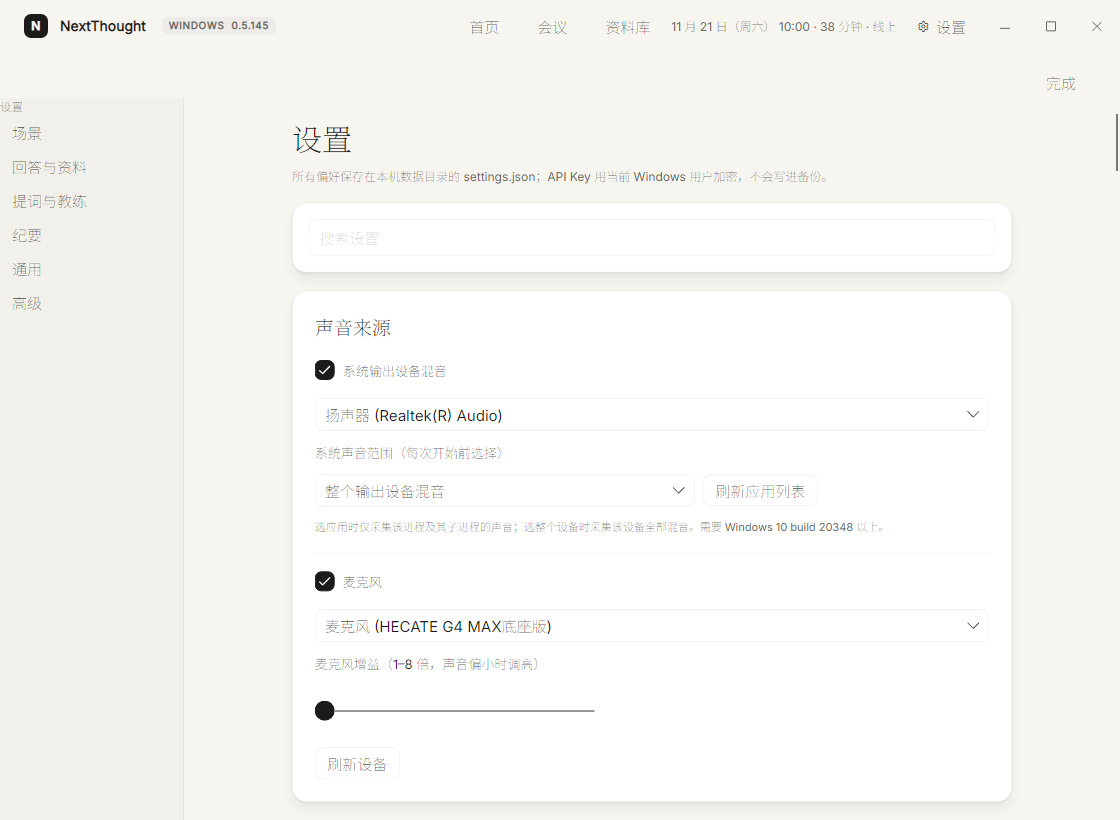 N NextThought WINDOWS 0.5.145 首页 会议 资料库 11 月 21 日（周六） 10:00 · 38 分钟 · 线上 设置
完成
设置
场景
回答与资料
提词与教练
纪要
通用
高级
设置
所有偏好保存在本机数据目录的 settings.json；API Key 用当前 Windows 用户加密，不会写进备份。
搜索设置
声音来源
系统输出设备混音
扬声器 (Realtek(R) Audio)
系统声音范围（每次开始前选择）
整个输出设备混音 刷新应用列表
选应用时仅采集该进程及其子进程的声音；选整个设备时采集该设备全部混音。需要 Windows 10 build 20348 以上。
麦克风
麦克风 (HECATE G4 MAX底座版)
麦克风增益（1–8 倍，声音偏小时调高）
刷新设备